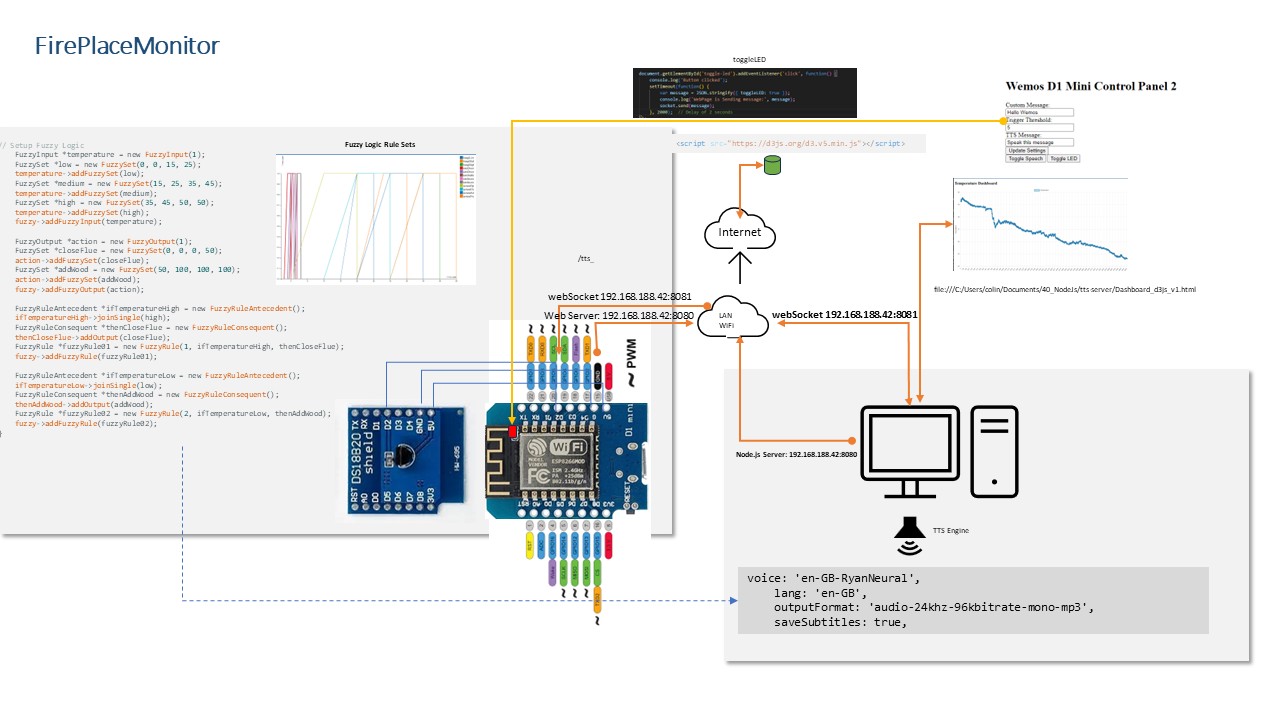 FirePlaceMonitor
toggleLED
document.getElementById('toggle-led').addEventListener('click', function() {
console.log("Button clicked");
setTimeout(function() {
var message = JSON.stringify({ toggleLED: true });
console.log("WebPage is Sending message:", message);
socket.send(message);
}, 2000); // Delay of 2 seconds
Wemos D1 Mini Control Panel 2
Custom Message:
Hello Wemos
Trigger Threshold:
5
TTS Message:
Speak this message
Update Settings
Toggle Speech Toggle LED
<script src="https://d3js.org/d3.v5.min.js"></script>
// Setup Fuzzy Logic
FuzzyInput *temperature = new FuzzyInput(1);
FuzzySet *low = new FuzzySet(0, 0, 15, 25);
temperature->addFuzzySet(low);
FuzzySet *medium = new FuzzySet(15, 25, 35, 45);
temperature->addFuzzySet(medium);
FuzzySet *high = new FuzzySet(35, 45, 50, 50);
temperature->addFuzzySet(high);
fuzzy->addFuzzyInput(temperature);
FuzzyOutput *action = new FuzzyOutput(1);
FuzzySet *closeFlue = new FuzzySet(0, 0, 0, 50);
action->addFuzzySet(closeFlue);
FuzzySet *addWood = new FuzzySet(50, 100, 100, 100);
action->addFuzzySet(addWood);
fuzzy->addFuzzyOutput(action);
FuzzyRuleAntecedent *ifTemperatureHigh = new FuzzyRuleAntecedent();
ifTemperatureHigh->joinSingle(high);
FuzzyRuleConsequent *thenCloseFlue = new FuzzyRuleConsequent();
thenCloseFlue->addOutput(closeFlue);
FuzzyRule *fuzzyRule01 = new FuzzyRule(1, ifTemperatureHigh, thenCloseFlue);
fuzzy->addFuzzyRule(fuzzyRule01);
FuzzyRuleAntecedent *ifTemperatureLow = new FuzzyRuleAntecedent();
ifTemperatureLow->joinSingle(low);
FuzzyRuleConsequent *thenAddWood = new FuzzyRuleConsequent();
thenAddWood->addOutput(addWood);
FuzzyRule *fuzzyRule02 = new FuzzyRule(2, ifTemperatureLow, thenAddWood);
fuzzy->addFuzzyRule(fuzzyRule02);
}
Fuzzy Logic Rule Sets
Temperature Dashboard
file:///C:/Users/colin/Documents/40_NodeJs/tts-server/Dashboard_d3js_v1.html
Internet
/tts_
webSocket 192.168.188.42:8081
Web Server: 192.168.188.42:8080
LAN
WiFi
webSocket 192.168.188.42:8081
~ PWM
DS18B20
shield
RST A0 D0 D5 D6 D7 D8 3V3
TX RX D1 D2 D3 D4 GND 5V
HW-685
D1 mini
WiFi
MODEL ESP8266MOD
VENDOR
ISM 2.4GHz
PA +25dBm
802.11b/g/n
FC
RESET
Node.js Server: 192.168.188.42:8080
TTS Engine
voice: 'en-GB-RyanNeural',
lang: 'en-GB',
outputFormat: 'audio-24khz-96kbitrate-mono-mp3',
saveSubtitles: true,